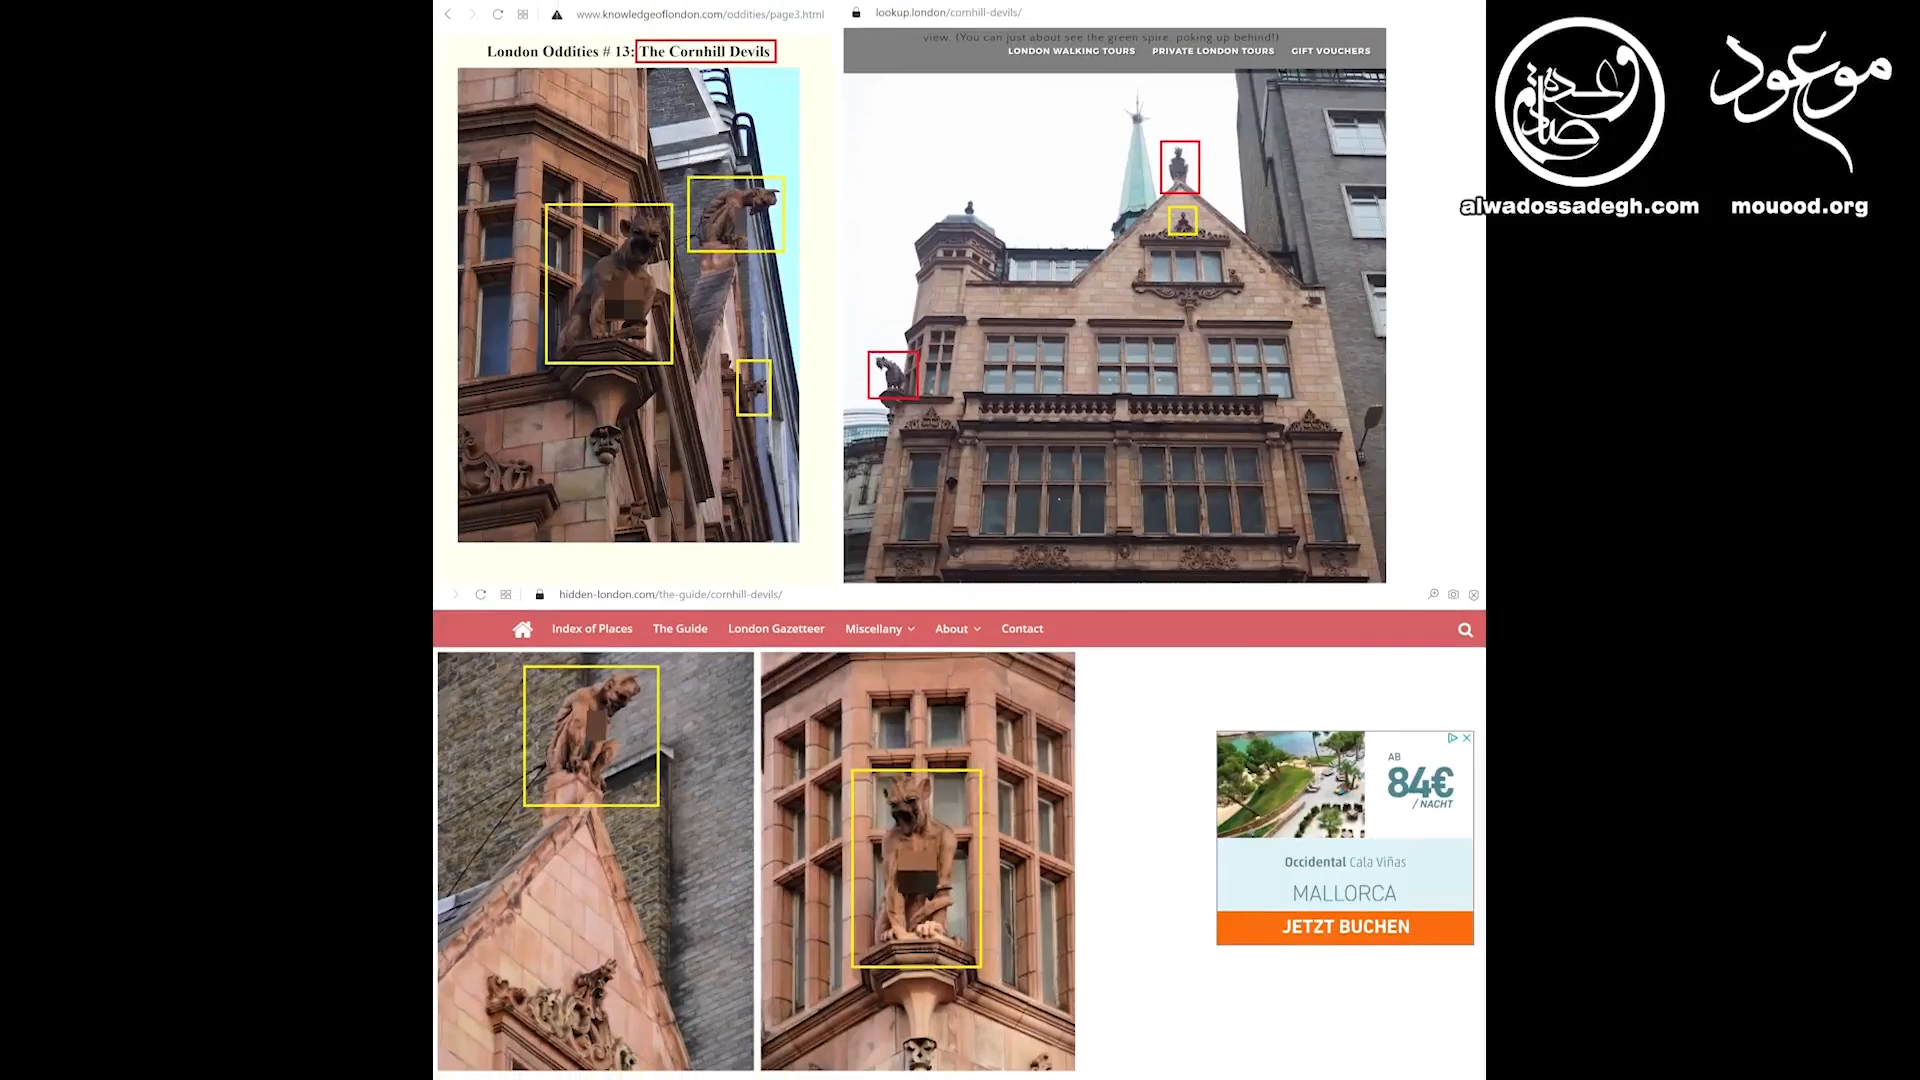 www.knowledgeoflondon.com/oddities/page3.html
London Oddities # 13: The Cornhill Devils
lookup.london/cornhill-devils/
view. (You can just about see the green spire, poking up behind!)
LONDON WALKING TOURS PRIVATE LONDON TOURS GIFT VOUCHERS
وعده صادق
موعود
alwadossadegh.com mouood.org
hidden-london.com/the-guide/cornhill-devils/
Index of Places The Guide London Gazetteer Miscellany About Contact
AB
84€
/ NACHT
Occidental Cala Viñas
MALLORCA
JETZT BUCHEN